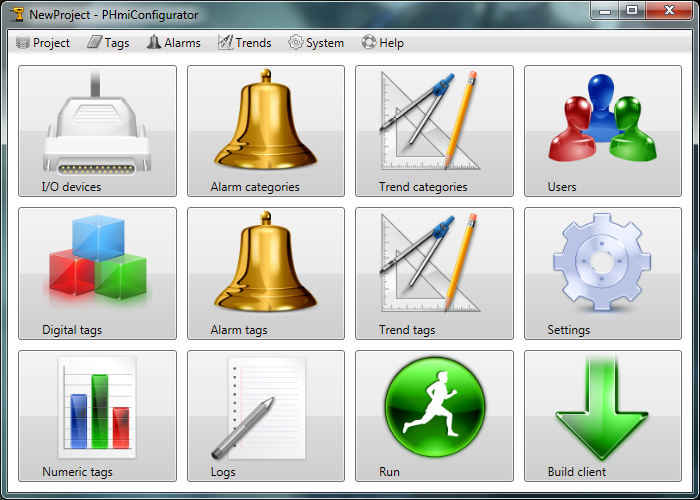 NewProject - PHmiConfigurator
Project Tags Alarms Trends System Help
I/O devices Alarm categories Trend categories Users
Digital tags Alarm tags Trend tags Settings
Numeric tags Logs Run Build client